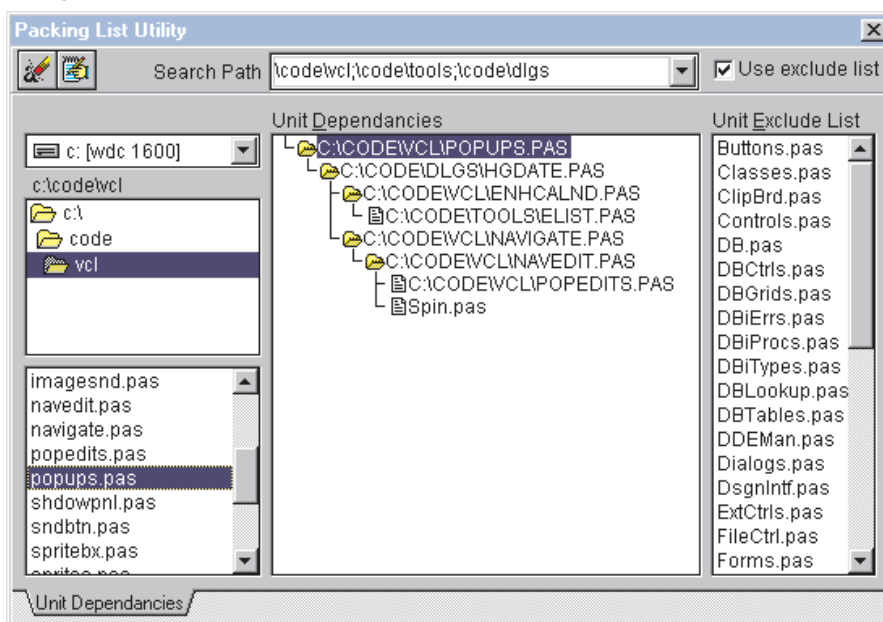 Packing List Utility
Search Path
\code\vcl;\code\tools;\code\dlgs
Use exclude list
c: [wdc 1600]
c:\code\vcl
c:\
code
vcl
imagesnd.pas
navedit.pas
navigate.pas
popedits.pas
popups.pas
shdowpnl.pas
sndbtn.pas
spritebx.pas
Unit Dependancies
C:\CODE\VCL\POPUPS.PAS
C:\CODE\DLGS\HGDATE.PAS
C:\CODE\VCL\ENHCALND.PAS
C:\CODE\TOOLS\ELIST.PAS
C:\CODE\VCL\NAVIGATE.PAS
C:\CODE\VCL\NAVEDIT.PAS
C:\CODE\VCL\POPEDITS.PAS
Spin.pas
Unit Exclude List
Buttons.pas
Classes.pas
ClipBrd.pas
Controls.pas
DB.pas
DBCtrls.pas
DBGrids.pas
DBiErrs.pas
DBiProcs.pas
DBiTypes.pas
DBLookup.pas
DBTables.pas
DDEMan.pas
Dialogs.pas
DsgnIntf.pas
ExtCtrls.pas
FileCtrl.pas
Forms.pas
Unit Dependancies